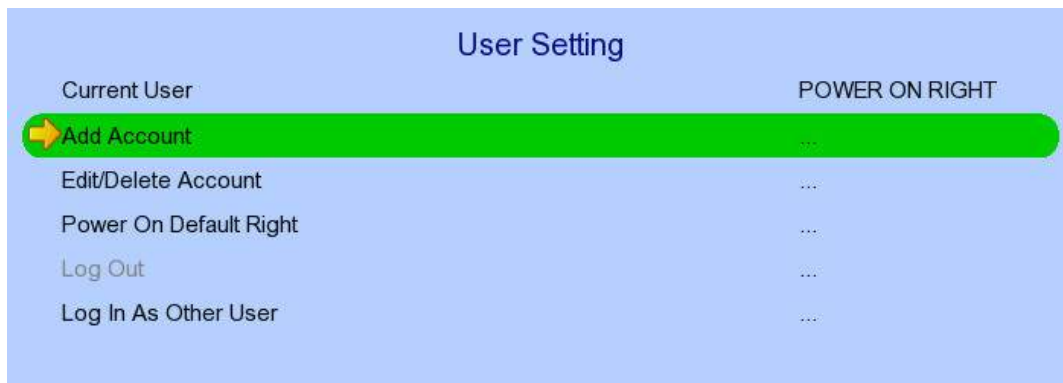 User Setting
Current User POWER ON RIGHT
Add Account ...
Edit/Delete Account ...
Power On Default Right ...
Log Out ...
Log In As Other User ...